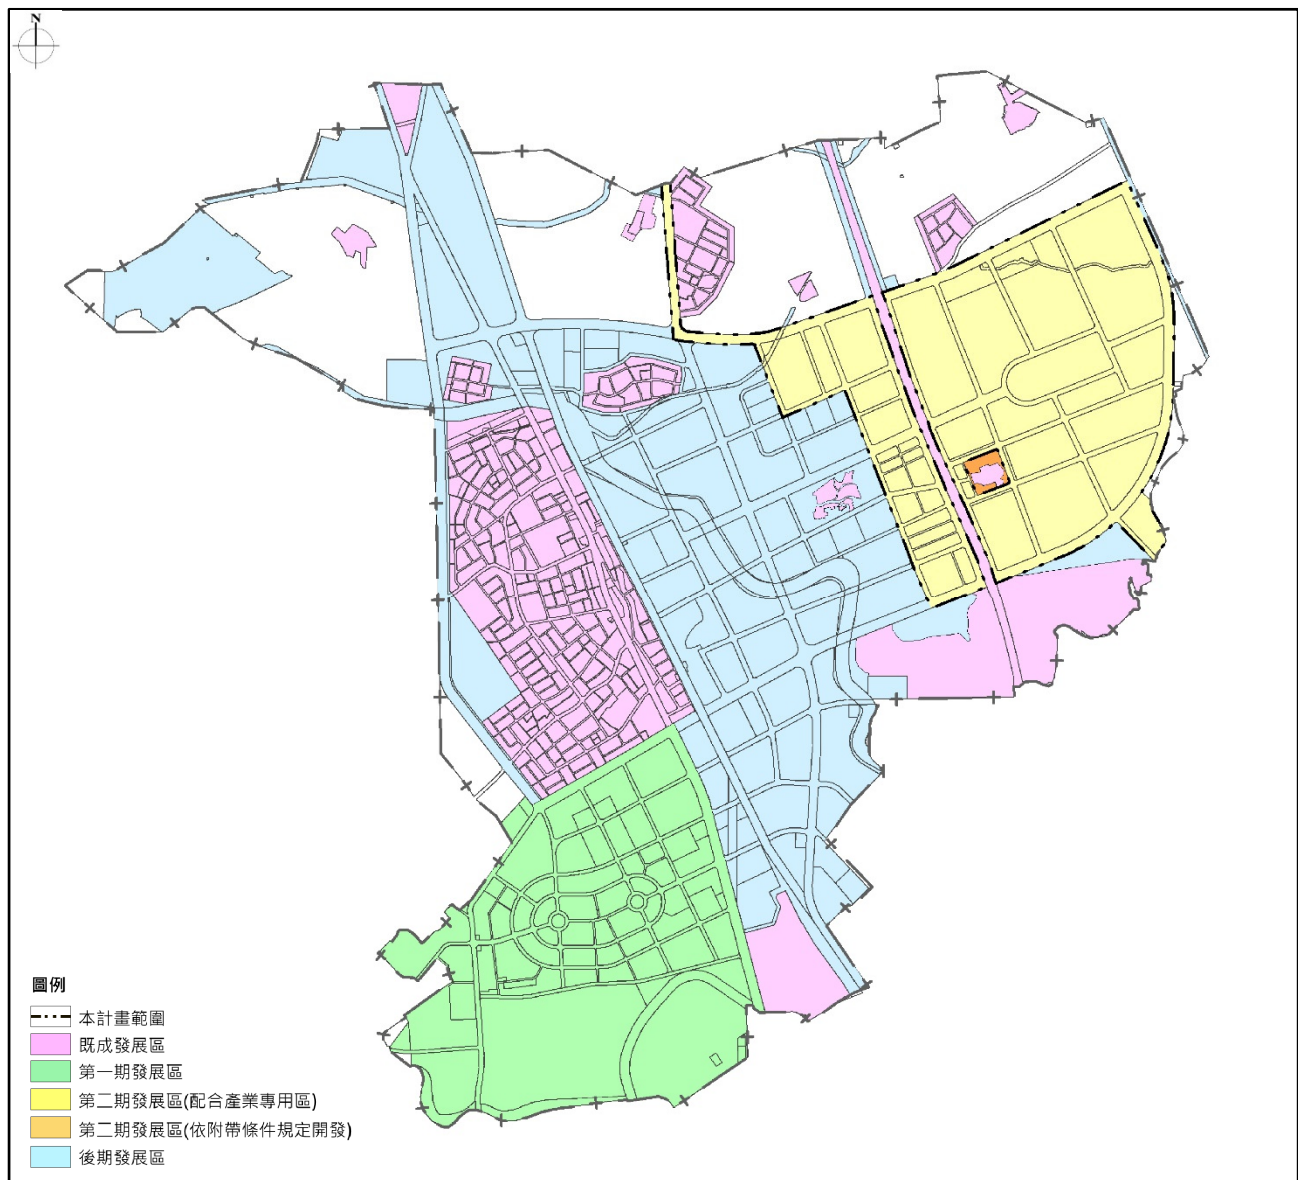 N
圖例
本計畫範圍
既成發展區
第一期發展區
第二期發展區(配合產業專用區)
第二期發展區(依附帶條件規定開發)
後期發展區